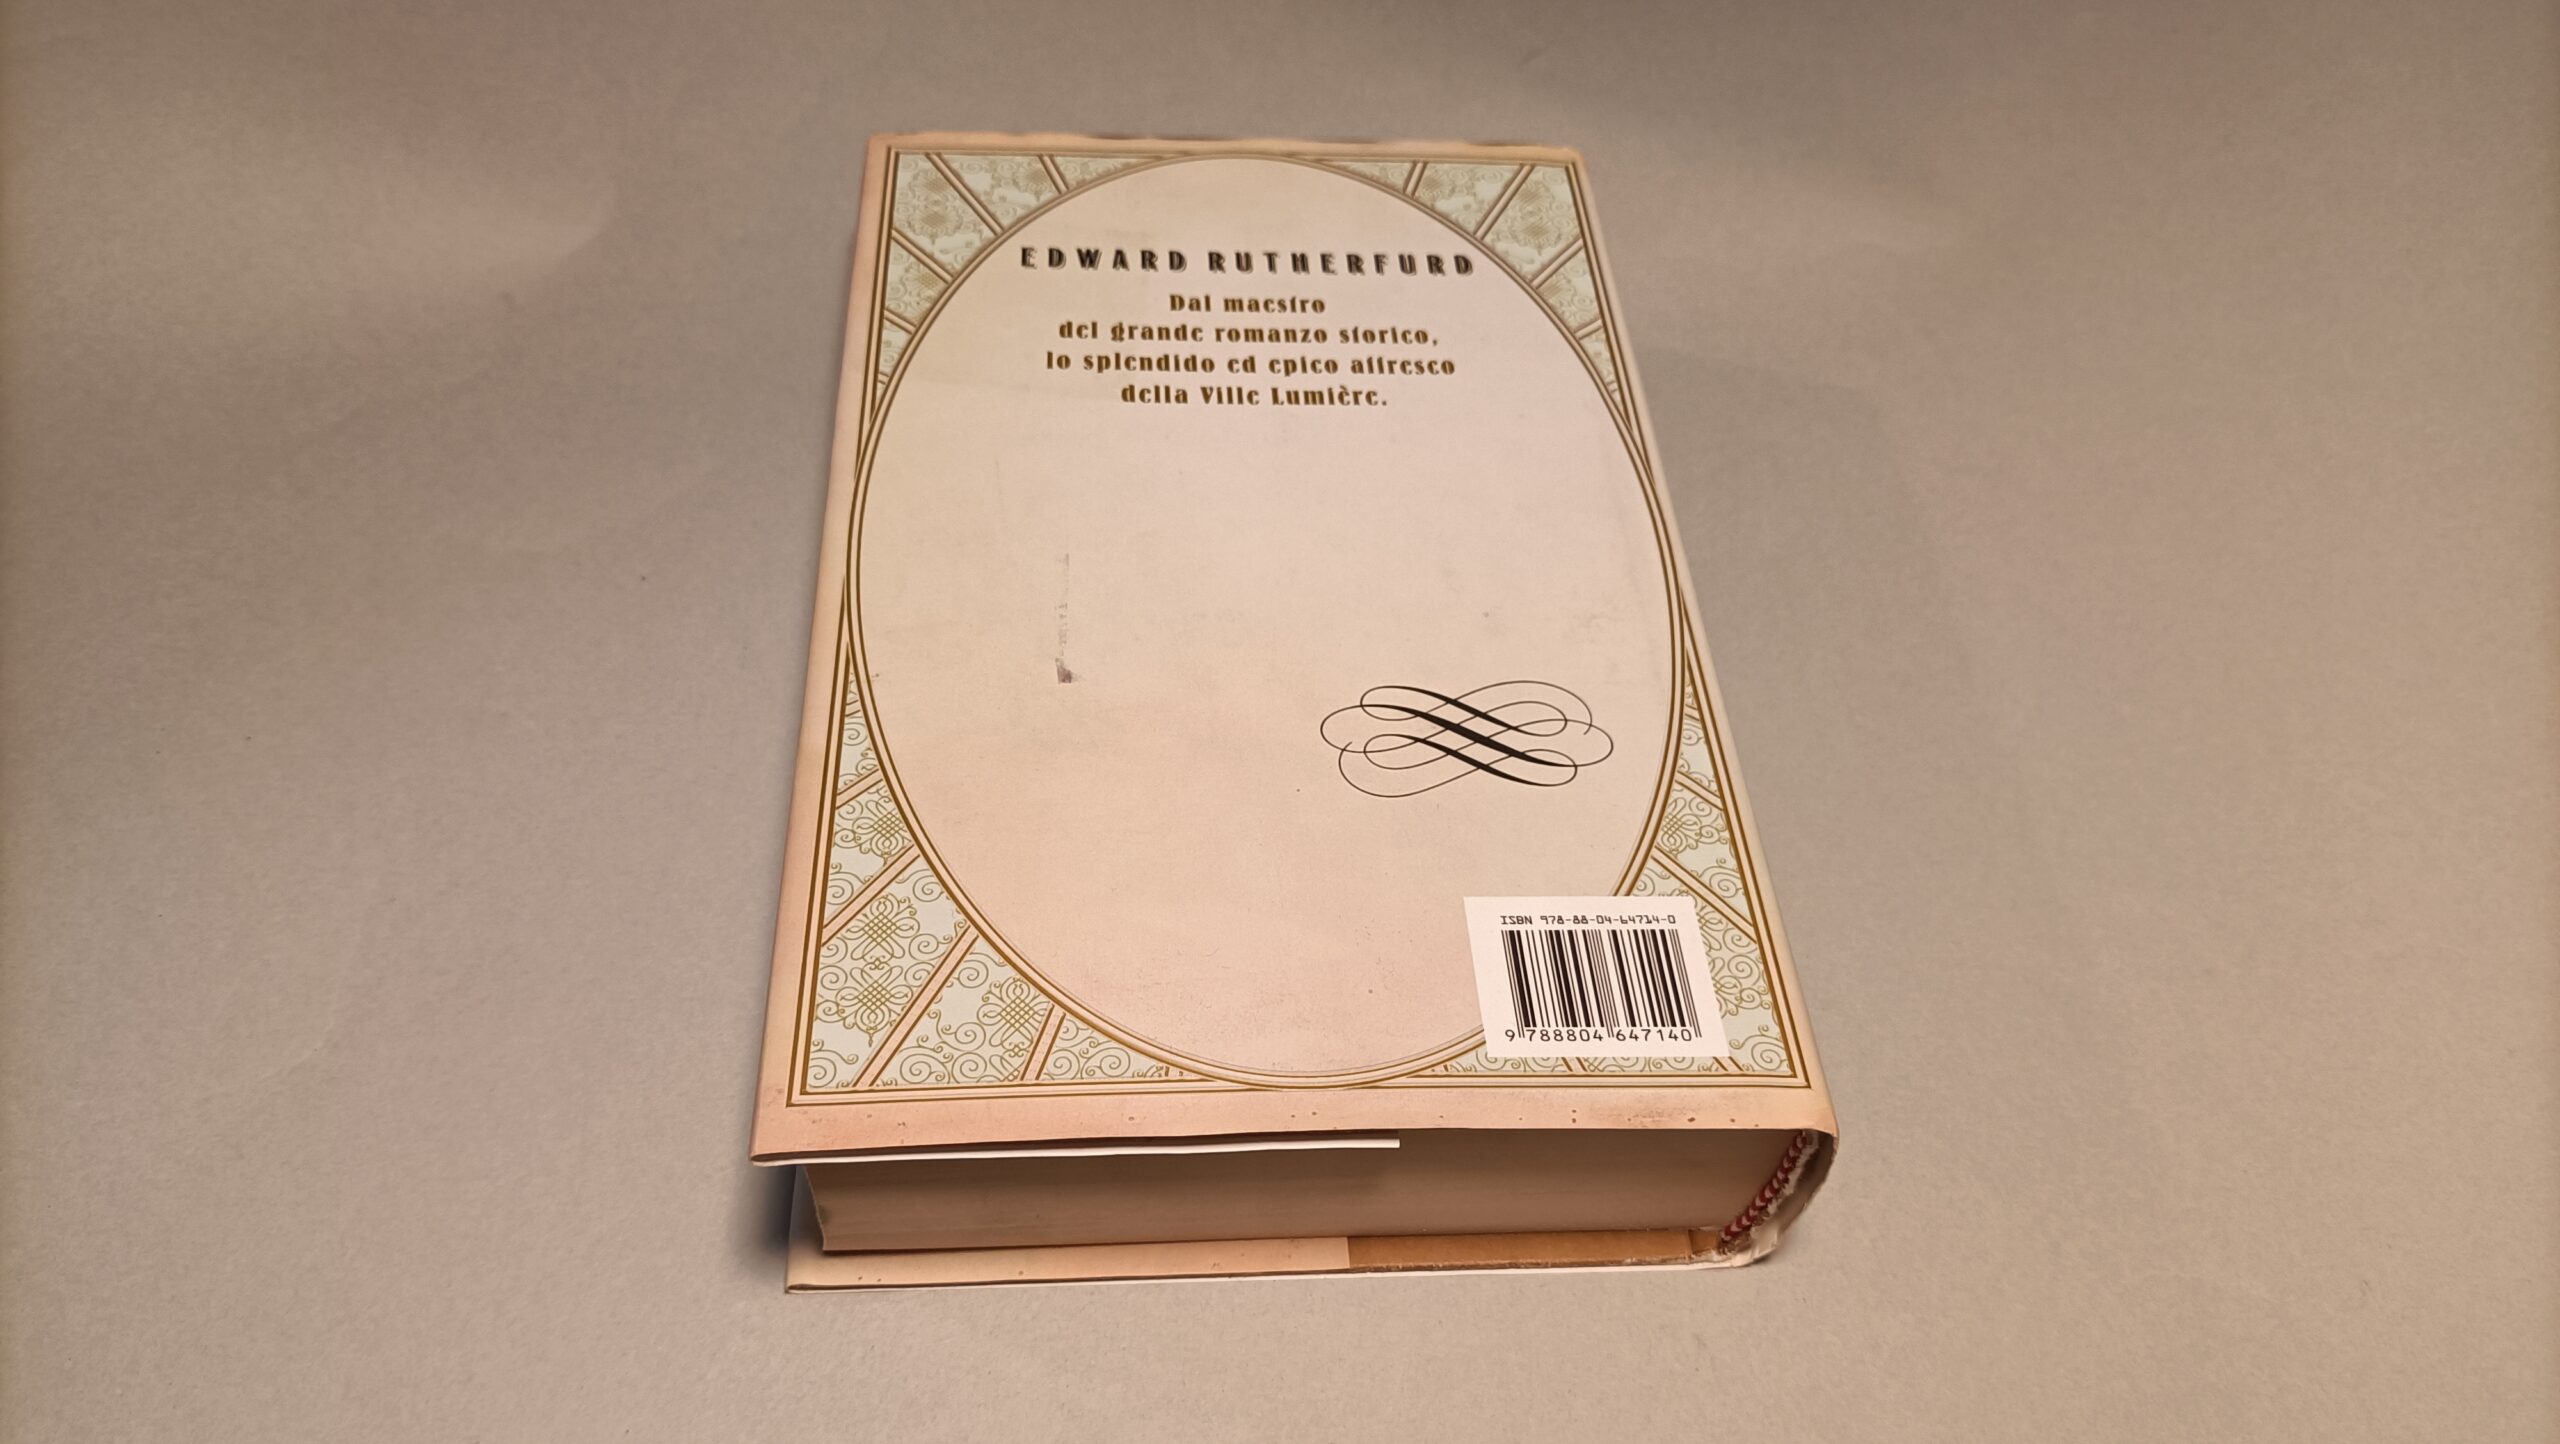 EDWARD RUTHERFURD
Dal maestro
del grande romanzo storico,
lo splendido ed epico affresco
della Ville Lumière.
ISBN 978-88-04-64714-0
9 788804 647140